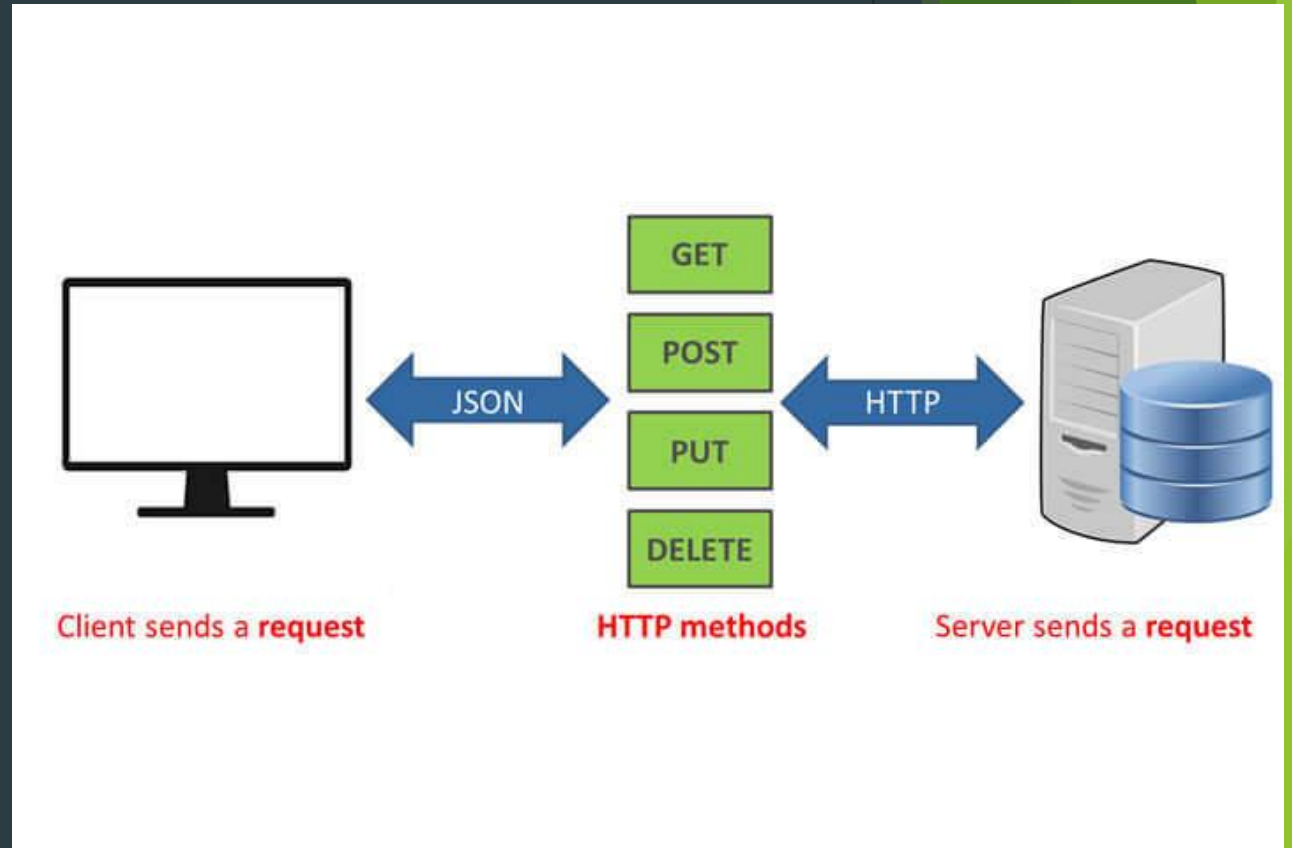 GET
POST
JSON
HTTP
PUT
DELETE
Client sends a request
HTTP methods
Server sends a request